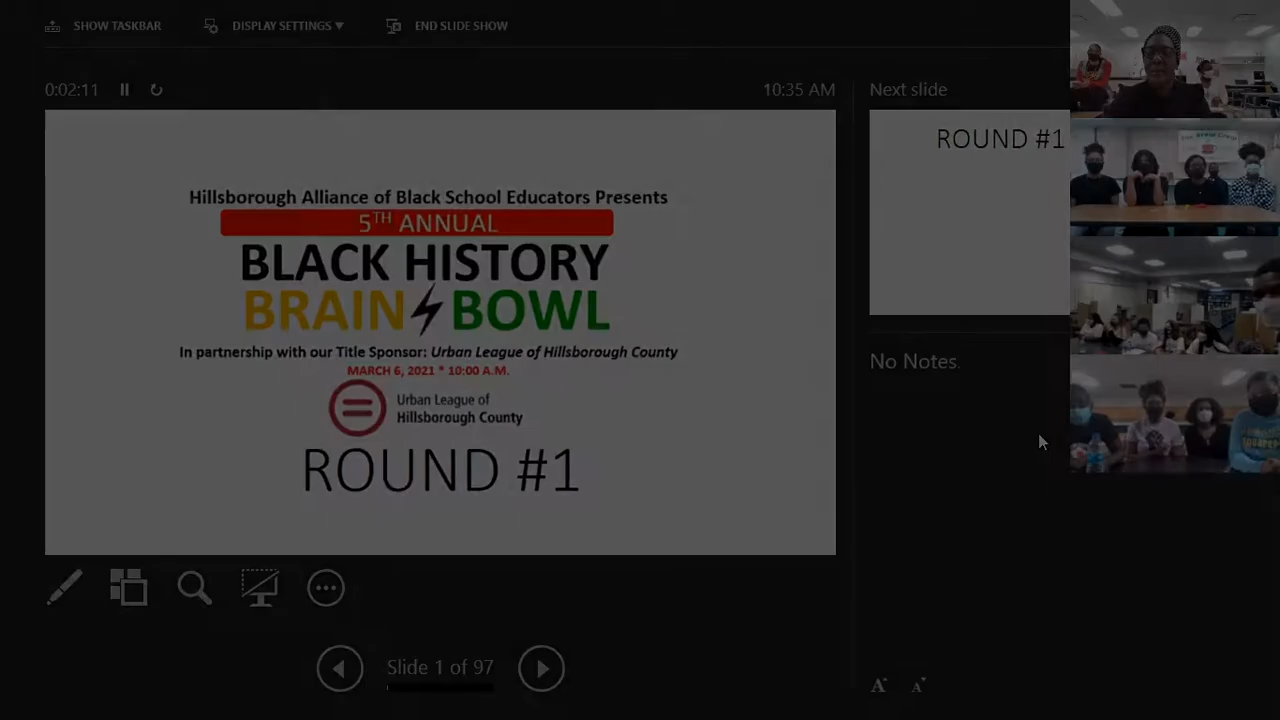 SHOW TASKBAR
DISPLAY SETTINGS
END SLIDE SHOW
0:02:11
10:35 AM
Hillsborough Alliance of Black School Educators Presents
5TH ANNUAL
BLACK HISTORY
BRAIN BOWL
In partnership with our Title Sponsor: Urban League of Hillsborough County
MARCH 6, 2021 * 10:00 A.M.
Urban League of
Hillsborough County
ROUND #1
Slide 1 of 97
Next slide
ROUND #1
No Notes.
A
A